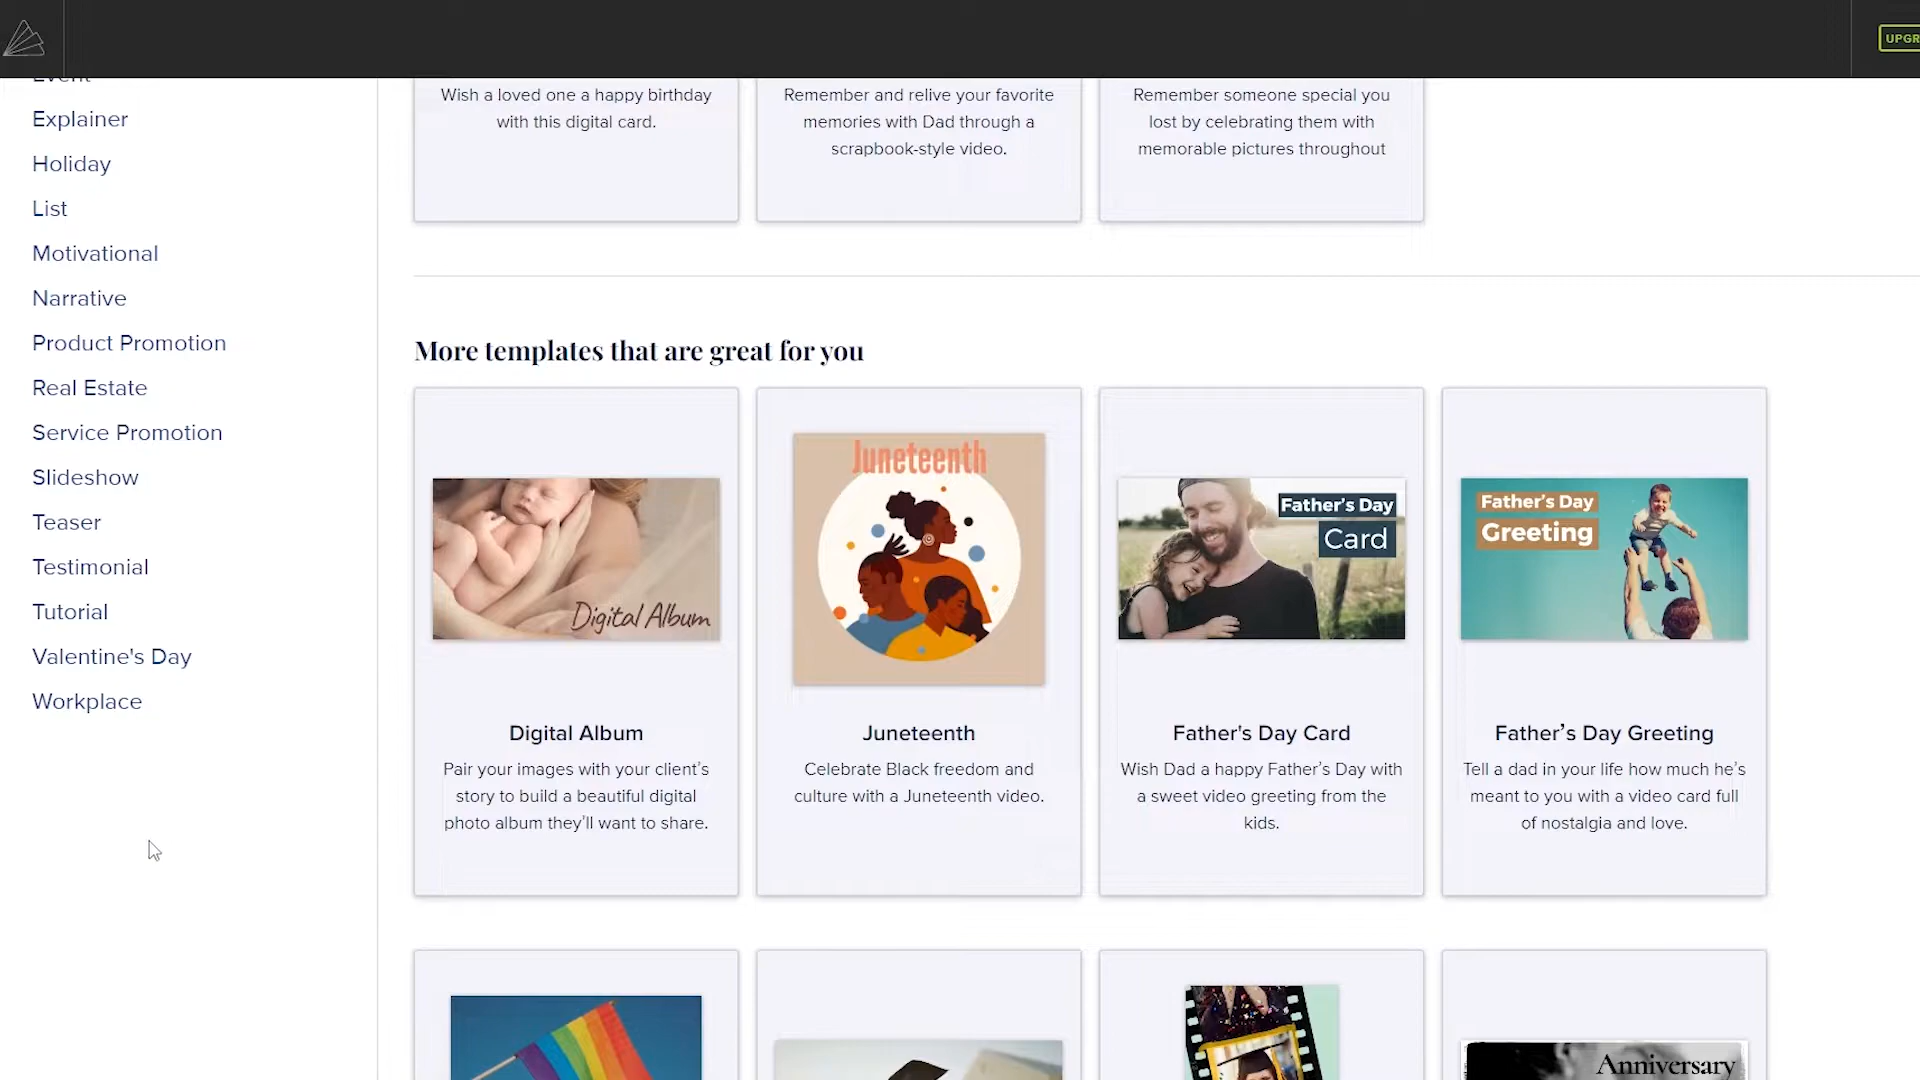 UPGR
Event
Explainer
Holiday
List
Motivational
Narrative
Product Promotion
Real Estate
Service Promotion
Slideshow
Teaser
Testimonial
Tutorial
Valentine's Day
Workplace
Wish a loved one a happy birthday
with this digital card.
Remember and relive your favorite
memories with Dad through a
scrapbook-style video.
Remember someone special you
lost by celebrating them with
memorable pictures throughout
More templates that are great for you
Digital Album
Digital Album
Pair your images with your client's
story to build a beautiful digital
photo album they'll want to share.
Juneteenth
Juneteenth
Celebrate Black freedom and
culture with a Juneteenth video.
Father's Day
Card
Father's Day Card
Wish Dad a happy Father's Day with
a sweet video greeting from the
kids.
Father's Day
Greeting
Father’s Day Greeting
Tell a dad in your life how much he's
meant to you with a video card full
of nostalgia and love.
Anniversary